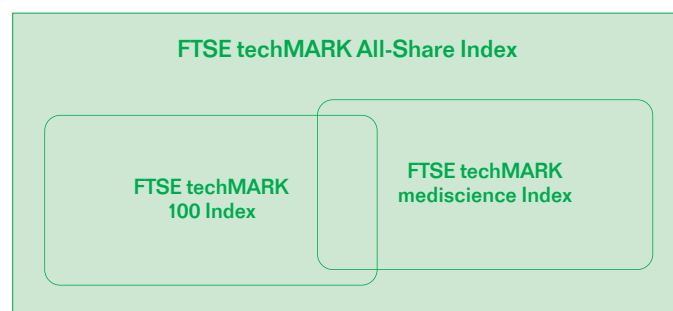 FTSE techMARK All-Share Index
FTSE techMARK
100 Index
FTSE techMARK
mediscience Index